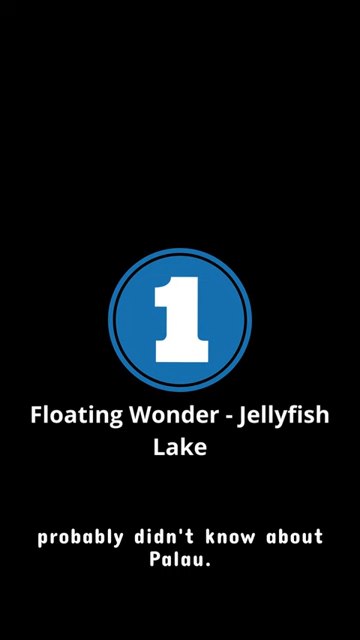 1
Floating Wonder - Jellyfish
Lake
probably didn't know about
Palau.